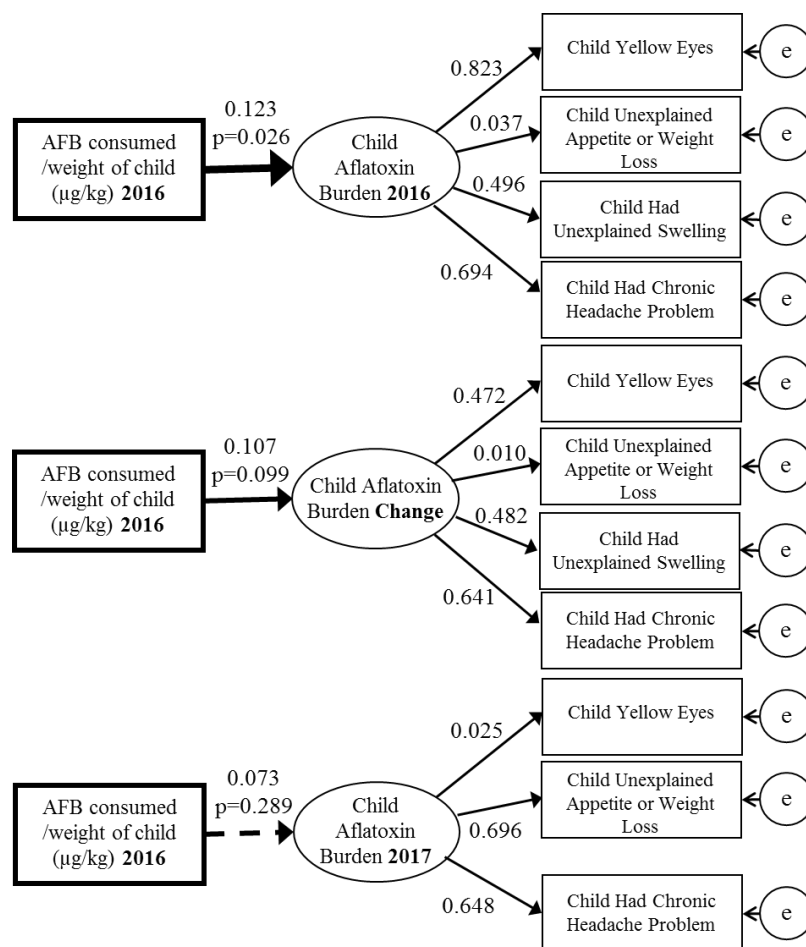 AFB consumed
/weight of child
(µg/kg) 2016
0.123
p=0.026
Child
Aflatoxin
Burden 2016
0.823
0.037
0.496
0.694
Child Yellow Eyes
e
Child Unexplained
Appetite or Weight
Loss
e
Child Had
Unexplained Swelling
e
Child Had Chronic
Headache Problem
e
AFB consumed
/weight of child
(µg/kg) 2016
0.107
p=0.099
Child Aflatoxin
Burden Change
0.472
0.010
0.482
0.641
Child Yellow Eyes
e
Child Unexplained
Appetite or Weight
Loss
e
Child Had
Unexplained Swelling
e
Child Had Chronic
Headache Problem
e
AFB consumed
/weight of child
(µg/kg) 2016
0.073
p=0.289
Child
Aflatoxin
Burden 2017
0.025
0.696
0.648
Child Yellow Eyes
e
Child Unexplained
Appetite or Weight
Loss
e
Child Had Chronic
Headache Problem
e